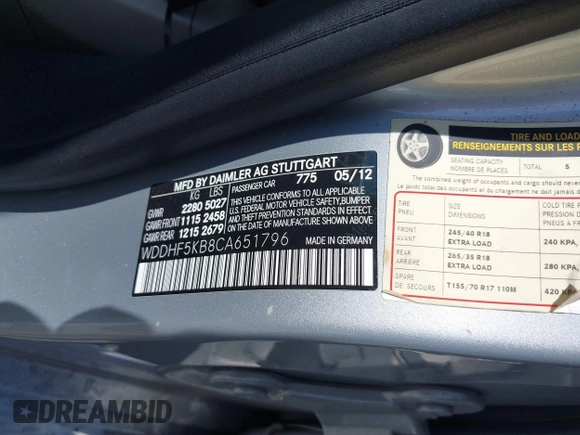 MFD BY DAIMLER AG STUTTGART
KG LBS PASSENGER CAR 775 05/12
GVWR 2280 5027
GAWR FRONT 1115 2458
GAWR REAR 1215 2679
THIS VEHICLE CONFORMS TO ALL APPLICABLE
U.S. FEDERAL MOTOR VEHICLE SAFETY, BUMPER
AND THEFT PREVENTION STANDARDS IN EFFECT
ON THE DATE OF MANUFACTURE SHOWN ABOVE.
WDDHF5KB8CA651796
MADE IN GERMANY
TIRE AND LOAD
RENSEIGNEMENTS SUR LES
SEATING CAPACITY
NOMBRE DE PLACES
TOTAL 5
The combined weight of occupants and cargo should never
Le poids total des occupants et du chargement ne doit jamais
TIRE
PNEU
SIZE
DIMENSIONS
COLD TIRE
PRESSION
FRONT
AVANT
245/40 R18
EXTRA LOAD
240 KPA,
REAR
ARRIÈRE
265/35 R18
EXTRA LOAD
280 KPA
SPARE
DE SECOURS
T155/70 R17 110M
420 KPA
DREAMBID